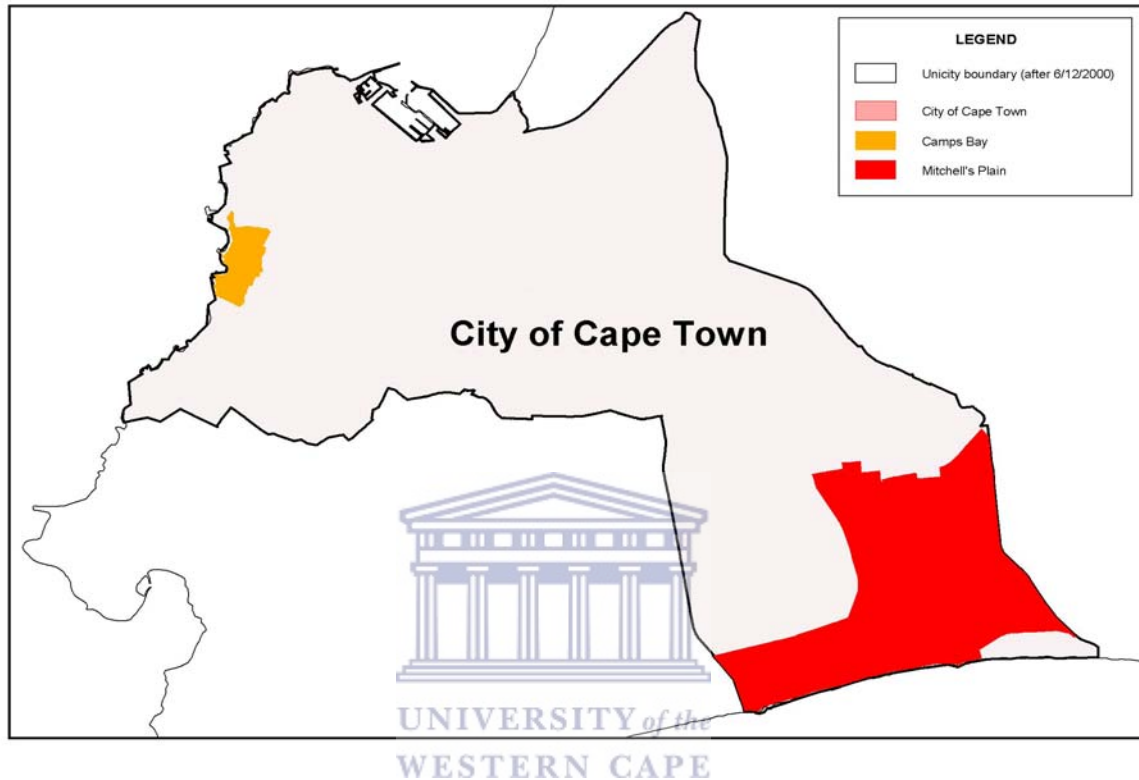 LEGEND
Unicity boundary (after 6/12/2000)
City of Cape Town
Camps Bay
Mitchell's Plain
City of Cape Town
UNIVERSITY of the
WESTERN CAPE